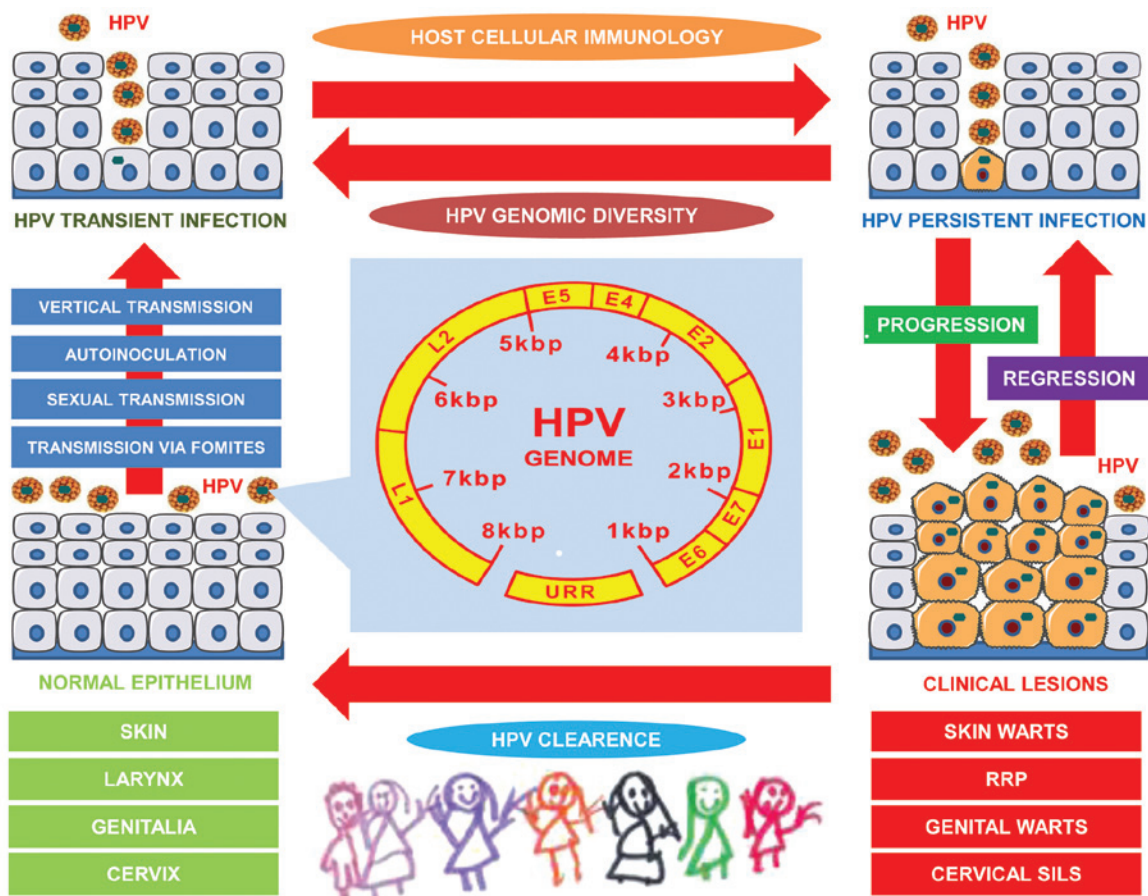 HPV
HOST CELLULAR IMMUNOLOGY
HPV
HPV TRANSIENT INFECTION
HPV GENOMIC DIVERSITY
HPV PERSISTENT INFECTION
VERTICAL TRANSMISSION
AUTOINOCULATION
SEXUAL TRANSMISSION
TRANSMISSION VIA FOMITES
HPV
E5
E4
E2
E1
E7
E6
URR
L1
L2
5kbp
4kbp
3kbp
2kbp
1kbp
8kbp
7kbp
6kbp
HPV
GENOME
PROGRESSION
REGRESSION
HPV
NORMAL EPITHELIUM
SKIN
LARYNX
GENITALIA
CERVIX
HPV CLEARENCE
CLINICAL LESIONS
SKIN WARTS
RRP
GENITAL WARTS
CERVICAL SILS